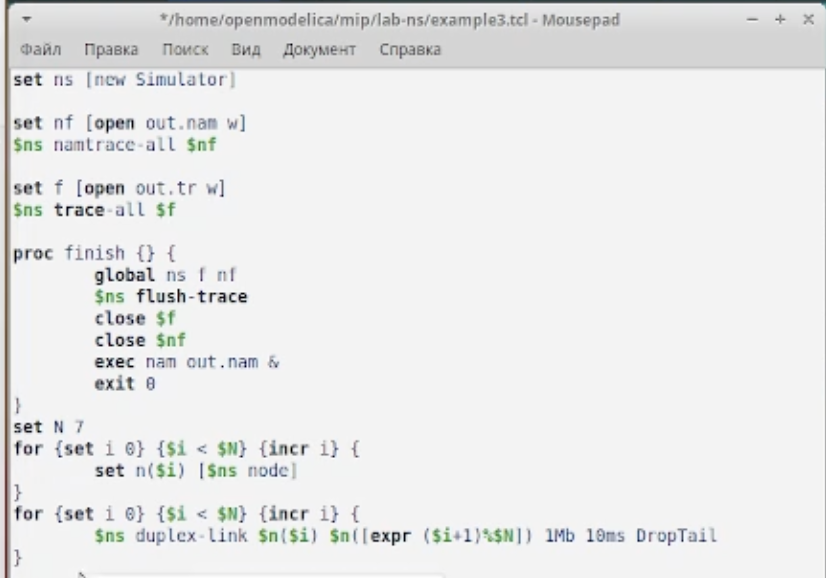 */home/openmodelica/mip/lab-ns/example3.tcl - Mousepad
Файл Правка Поиск Вид Документ Справка
set ns [new Simulator]
set nf [open out.nam w]
$ns namtrace-all $nf
set f [open out.tr w]
$ns trace-all $f
proc finish {} {
global ns f nf
$ns flush-trace
close $f
close $nf
exec nam out.nam &
exit 0
}
set N 7
for {set i 0} {$i < $N} {incr i} {
set n($i) [$ns node]
}
for {set i 0} {$i < $N} {incr i} {
$ns duplex-link $n($i) $n([expr ($i+1)%$N]) 1Mb 10ms DropTail
}